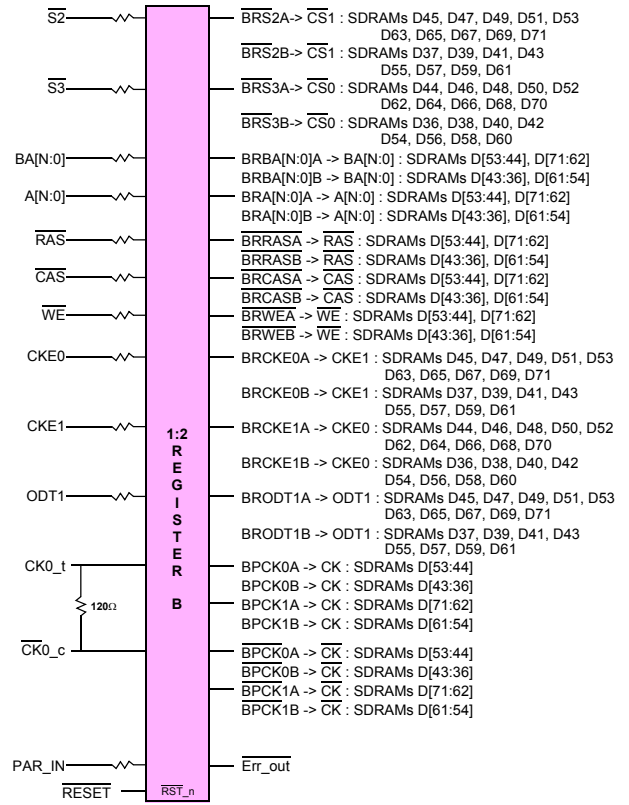 S2
BRS2A-> CS1 : SDRAMs D45, D47, D49, D51, D53
D63, D65, D67, D69, D71
BRS2B-> CS1 : SDRAMs D37, D39, D41, D43
D55, D57, D59, D61
S3
BRS3A-> CS0 : SDRAMs D44, D46, D48, D50, D52
D62, D64, D66, D68, D70
BRS3B-> CS0 : SDRAMs D36, D38, D40, D42
D54, D56, D58, D60
BA[N:0]
BRBA[N:0]A -> BA[N:0] : SDRAMs D[53:44], D[71:62]
BRBA[N:0]B -> BA[N:0] : SDRAMs D[43:36], D[61:54]
A[N:0]
BRA[N:0]A -> A[N:0] : SDRAMs D[53:44], D[71:62]
BRA[N:0]B -> A[N:0] : SDRAMs D[43:36], D[61:54]
RAS
BRRASA -> RAS : SDRAMs D[53:44], D[71:62]
BRRASB -> RAS : SDRAMs D[43:36], D[61:54]
CAS
BRCASA -> CAS : SDRAMs D[53:44], D[71:62]
BRCASB -> CAS : SDRAMs D[43:36], D[61:54]
WE
BRWEA -> WE : SDRAMs D[53:44], D[71:62]
BRWEB -> WE : SDRAMs D[43:36], D[61:54]
CKE0
BRCKE0A -> CKE1 : SDRAMs D45, D47, D49, D51, D53
D63, D65, D67, D69, D71
BRCKE0B -> CKE1 : SDRAMs D37, D39, D41, D43
D55, D57, D59, D61
CKE1
BRCKE1A -> CKE0 : SDRAMs D44, D46, D48, D50, D52
D62, D64, D66, D68, D70
BRCKE1B -> CKE0 : SDRAMs D36, D38, D40, D42
D54, D56, D58, D60
ODT1
BRODT1A -> ODT1 : SDRAMs D45, D47, D49, D51, D53
D63, D65, D67, D69, D71
BRODT1B -> ODT1 : SDRAMs D37, D39, D41, D43
D55, D57, D59, D61
1:2
R
E
G
I
S
T
E
R
B
CK0_t
BPCK0A -> CK : SDRAMs D[53:44]
BPCK0B -> CK : SDRAMs D[43:36]
120Ω
BPCK1A -> CK : SDRAMs D[71:62]
BPCK1B -> CK : SDRAMs D[61:54]
CK0_c
BPCK0A -> CK : SDRAMs D[53:44]
BPCK0B -> CK : SDRAMs D[43:36]
BPCK1A -> CK : SDRAMs D[71:62]
BPCK1B -> CK : SDRAMs D[61:54]
PAR_IN
Err_out
RESET
RST_n